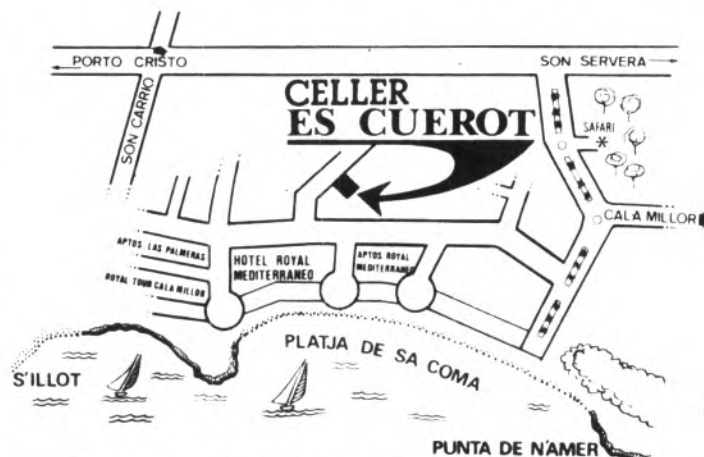 PORTO CRISTO
SON SERVERA
SON CARRIO
CELLER
ES CUEROT
SAFARI
CALA MILLOR
APTOS LAS PALMERAS
HOTEL ROYAL
MEDITERRANEO
APTOS ROYAL
MEDITERRANEO
ROYAL TOUR CALA MILLOR
PLATJA DE SA COMA
S'ILLOT
PUNTA DE N'AMER